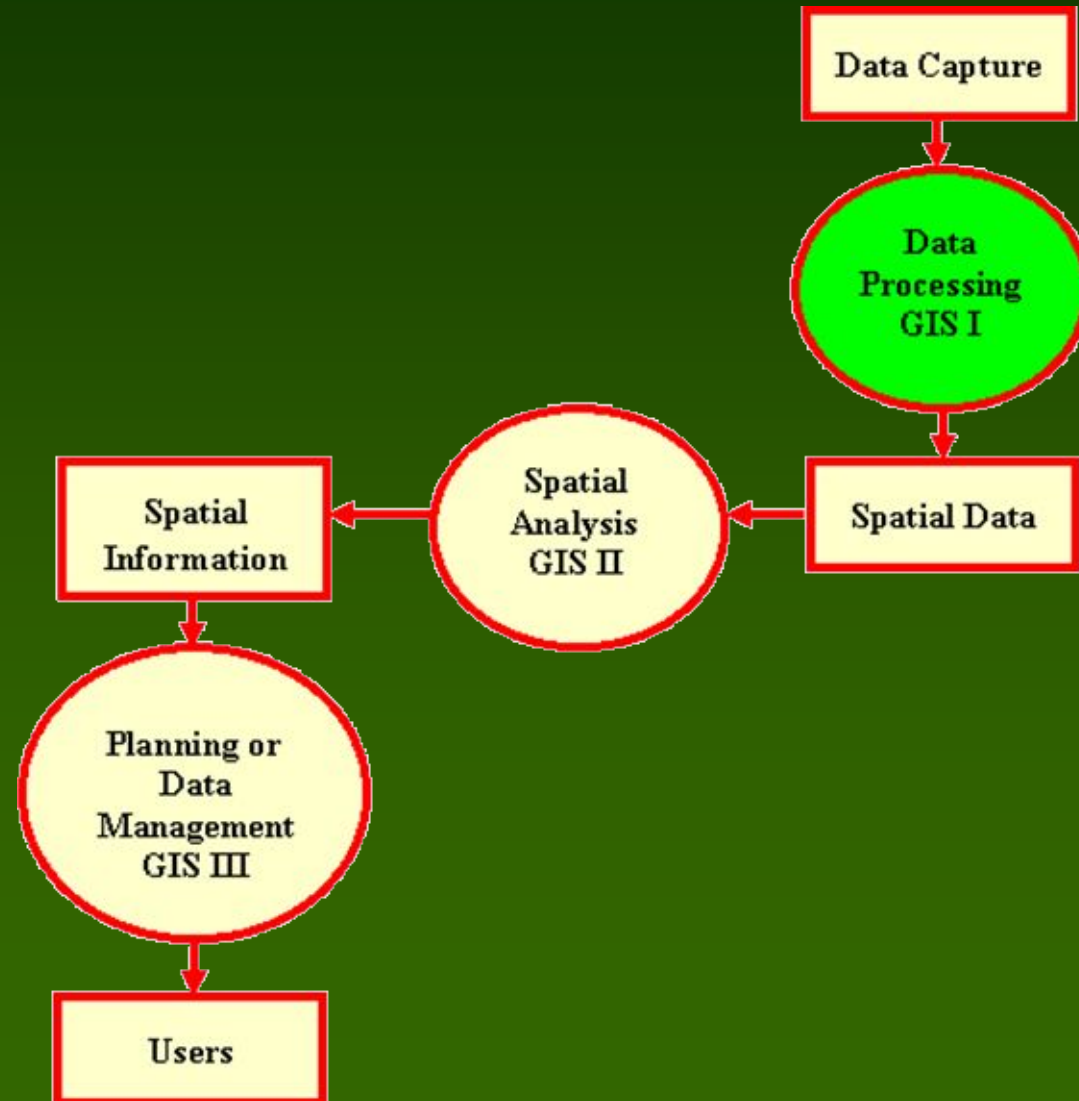 Data Capture
Data
Processing
GIS I
Spatial Data
Spatial
Analysis
GIS II
Spatial
Information
Planning or
Data
Management
GIS III
Users